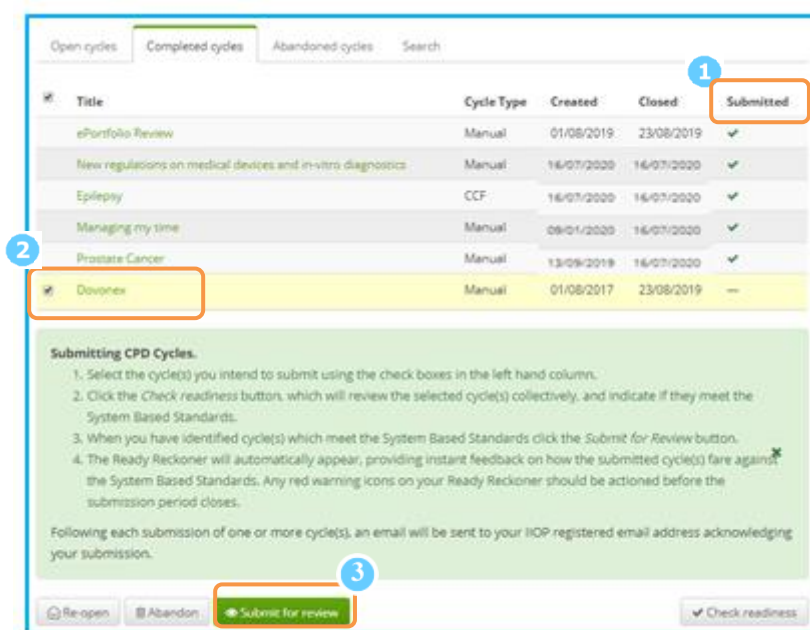 Open cycles Completed cycles Abandoned cycles Search
1
Title Cycle Type Created Closed Submitted
ePortfolio Review Manual 01/08/2019 23/08/2019
New regulations on medical devices and in-vitro diagnostics Manual 16/07/2020 16/07/2020
Epilepsy CCF 16/07/2020 16/07/2020
Managing my time Manual 09/01/2020 16/07/2020
2
Prostate Cancer Manual 13/09/2019 16/07/2020
Dovonex Manual 01/08/2017 23/08/2019 —
Submitting CPD Cycles.
1. Select the cycle(s) you intend to submit using the check boxes in the left hand column.
2. Click the Check readiness button, which will review the selected cycle(s) collectively, and indicate if they meet the
System Based Standards.
3. When you have identified cycle(s) which meet the System Based Standards click the Submit for Review button.
4. The Ready Reckoner will automatically appear, providing instant feedback on how the submitted cycle(s) fare against
the System Based Standards. Any red warning icons on your Ready Reckoner should be actioned before the
submission period closes.
Following each submission of one or more cycle(s), an email will be sent to your IIOP registered email address acknowledging
your submission.
3
Re-open Abandon Submit for review Check readiness